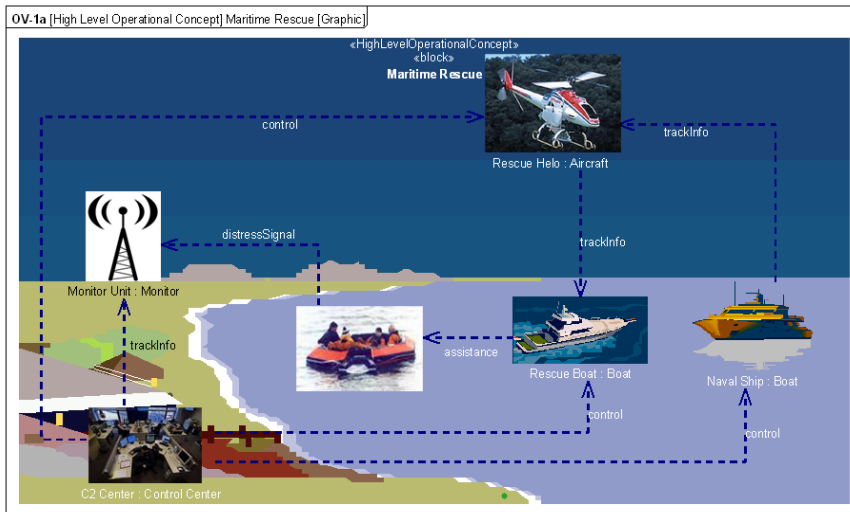 OV-1a [High Level Operational Concept] Maritime Rescue [Graphic]
«HighLevelOperationalConcept»
«block»
Maritime Rescue
control
trackInfo
Rescue Helo : Aircraft
distressSignal
trackInfo
Monitor Unit : Monitor
trackInfo
assistance
Rescue Boat : Boat
Naval Ship : Boat
control
control
C2 Center : Control Center